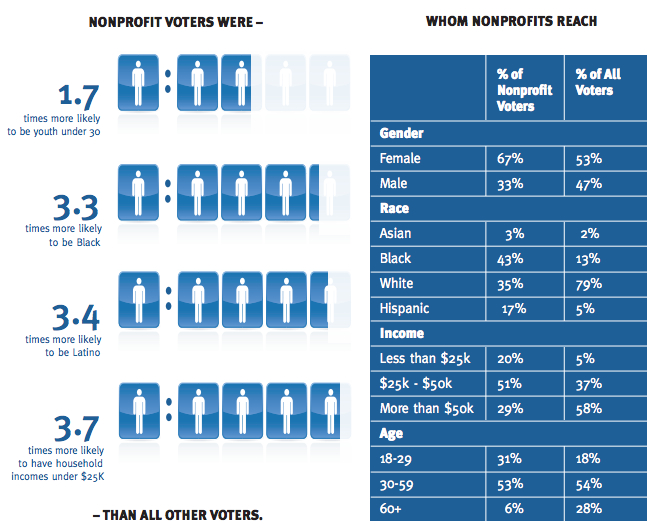 NONPROFIT VOTERS WERE –
1.7
times more likely
to be youth under 30
:
3.3
times more likely
to be Black
:
3.4
times more likely
to be Latino
:
3.7
times more likely
to have household
incomes under $25K
:
– THAN ALL OTHER VOTERS.
WHOM NONPROFITS REACH
% of Nonprofit Voters % of All Voters
Gender
Female 67% 53%
Male 33% 47%
Race
Asian 3% 2%
Black 43% 13%
White 35% 79%
Hispanic 17% 5%
Income
Less than $25k 20% 5%
$25k - $50k 51% 37%
More than $50k 29% 58%
Age
18-29 31% 18%
30-59 53% 54%
60+ 6% 28%